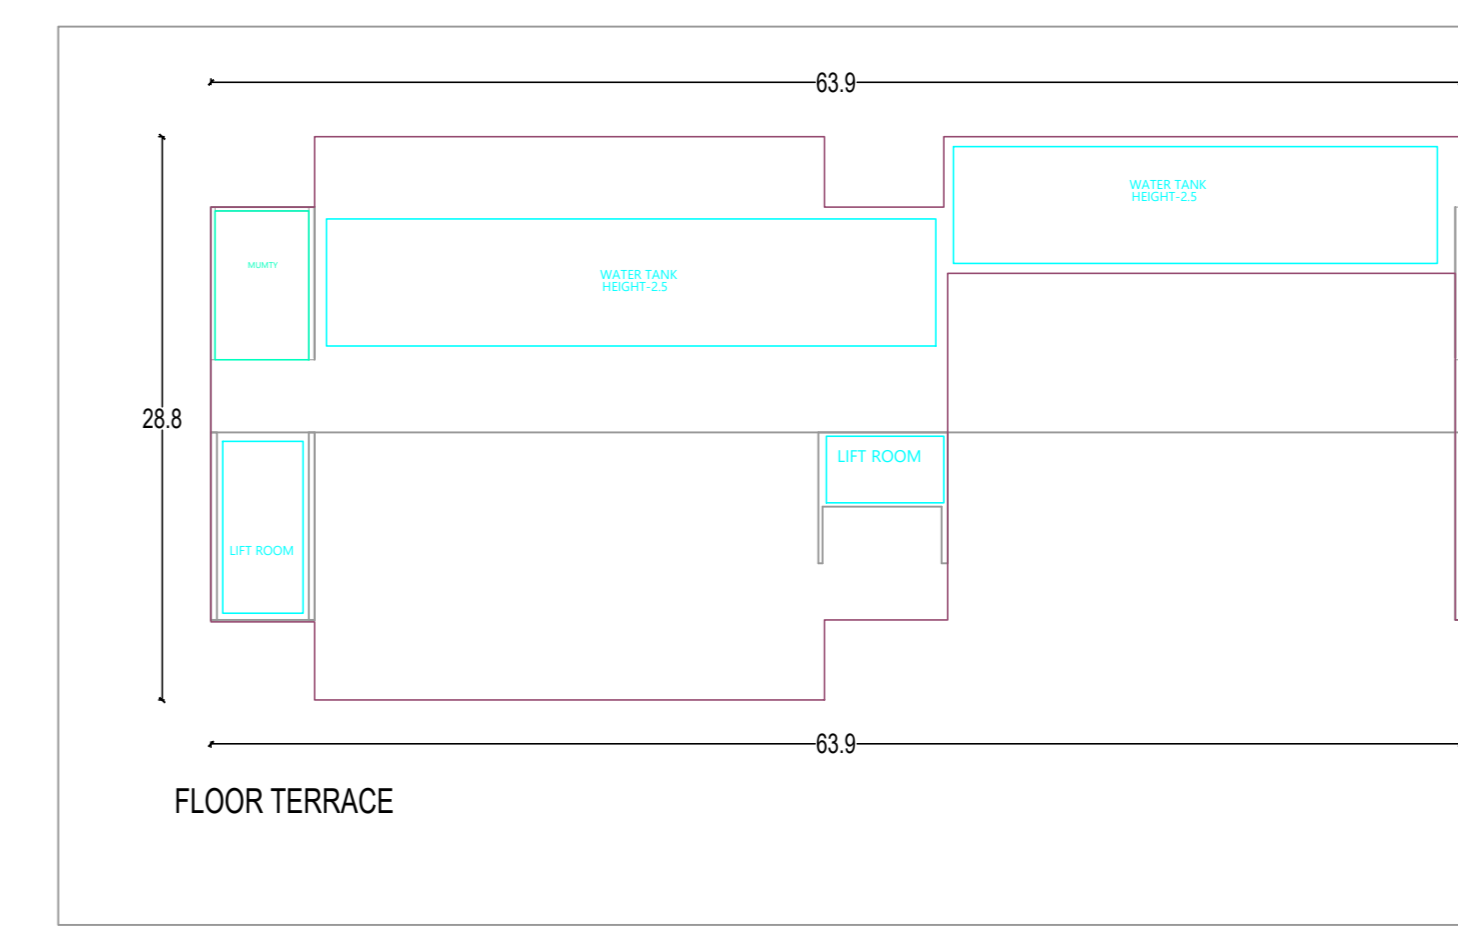 63.9
WATER TANK
HEIGHT-2.5
MUMTY
WATER TANK
HEIGHT-2.5
28.8
LIFT ROOM
LIFT ROOM
63.9
FLOOR TERRACE